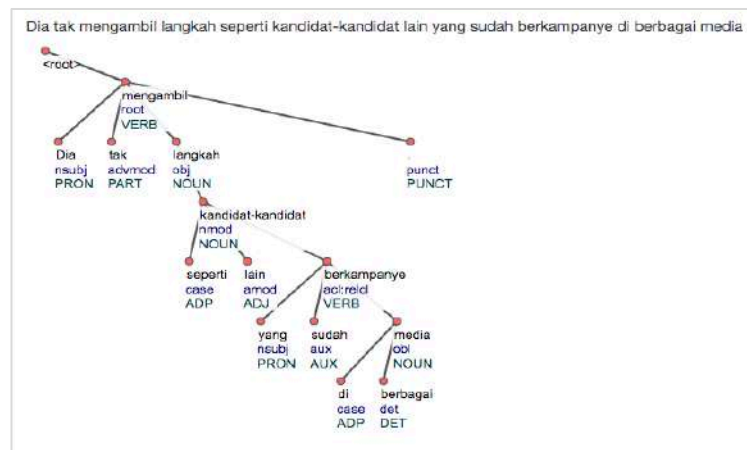 Dia tak mengambil langkah seperti kandidat-kandidat lain yang sudah berkampanye di berbagai media
<root>
mengambil
root
VERB
Dia tak langkah .
nsubj advmod obj punct
PRON PART NOUN PUNCT
kandidat-kandidat
nmod
NOUN
seperti lain berkampanye
case amod acl:relcl
ADP ADJ VERB
yang sudah media
nsubj aux obl
PRON AUX NOUN
di berbagai
case det
ADP DET